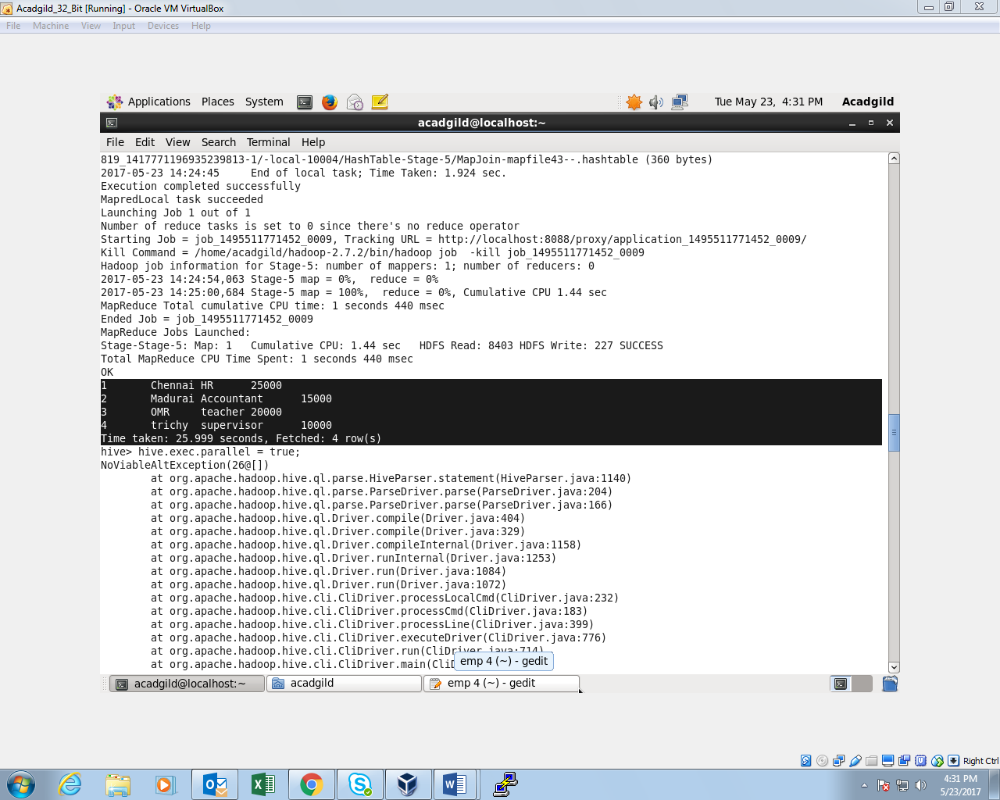 Acadgild_32_Bit [Running] - Oracle VM VirtualBox
File Machine View Input Devices Help
Applications Places System Tue May 23, 4:31 PM Acadgild
acadgild@localhost:~
File Edit View Search Terminal Help
819_1417771196935239813-1/-local-10004/HashTable-Stage-5/MapJoin-mapfile43--.hashtable (360 bytes)
2017-05-23 14:24:45 End of local task; Time Taken: 1.924 sec.
Execution completed successfully
MapredLocal task succeeded
Launching Job 1 out of 1
Number of reduce tasks is set to 0 since there's no reduce operator
Starting Job = job_1495511771452_0009, Tracking URL = http://localhost:8088/proxy/application_1495511771452_0009/
Kill Command = /home/acadgild/hadoop-2.7.2/bin/hadoop job  -kill job_1495511771452_0009
Hadoop job information for Stage-5: number of mappers: 1; number of reducers: 0
2017-05-23 14:24:54,063 Stage-5 map = 0%,  reduce = 0%
2017-05-23 14:25:00,684 Stage-5 map = 100%,  reduce = 0%, Cumulative CPU 1.44 sec
MapReduce Total cumulative CPU time: 1 seconds 440 msec
Ended Job = job_1495511771452_0009
MapReduce Jobs Launched:
Stage-Stage-5: Map: 1   Cumulative CPU: 1.44 sec   HDFS Read: 8403 HDFS Write: 227 SUCCESS
Total MapReduce CPU Time Spent: 1 seconds 440 msec
OK
1 Chennai HR 25000
2 Madurai Accountant 15000
3 OMR teacher 20000
4 trichy supervisor 10000
Time taken: 25.999 seconds, Fetched: 4 row(s)
hive> hive.exec.parallel = true;
NoViableAltException(26@[])
at org.apache.hadoop.hive.ql.parse.HiveParser.statement(HiveParser.java:1140)
at org.apache.hadoop.hive.ql.parse.ParseDriver.parse(ParseDriver.java:204)
at org.apache.hadoop.hive.ql.parse.ParseDriver.parse(ParseDriver.java:166)
at org.apache.hadoop.hive.ql.Driver.compile(Driver.java:404)
at org.apache.hadoop.hive.ql.Driver.compile(Driver.java:329)
at org.apache.hadoop.hive.ql.Driver.compileInternal(Driver.java:1158)
at org.apache.hadoop.hive.ql.Driver.runInternal(Driver.java:1253)
at org.apache.hadoop.hive.ql.Driver.run(Driver.java:1084)
at org.apache.hadoop.hive.ql.Driver.run(Driver.java:1072)
at org.apache.hadoop.hive.cli.CliDriver.processLocalCmd(CliDriver.java:232)
at org.apache.hadoop.hive.cli.CliDriver.processCmd(CliDriver.java:183)
at org.apache.hadoop.hive.cli.CliDriver.processLine(CliDriver.java:399)
at org.apache.hadoop.hive.cli.CliDriver.executeDriver(CliDriver.java:776)
at org.apache.hadoop.hive.cli.CliDriver.run(CliDriver.java:714)
at org.apache.hadoop.hive.cli.CliDriver.main(CliD
emp 4 (~) - gedit
acadgild@localhost:~ acadgild emp 4 (~) - gedit
Right Ctrl
4:31 PM
5/23/2017